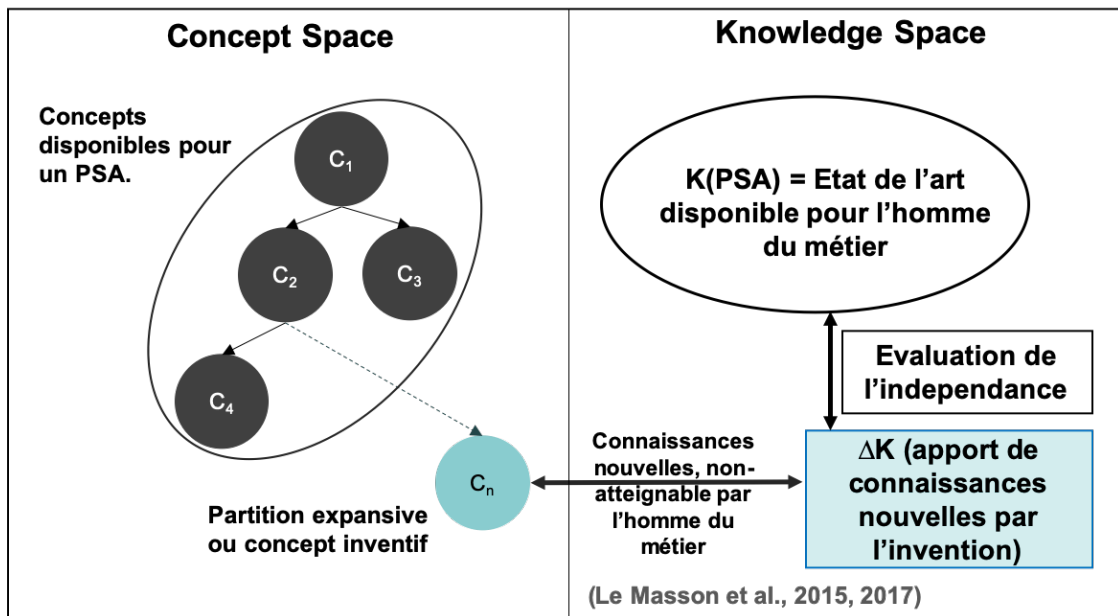 Concept Space
Concepts
disponibles pour
un PSA.
C1
C2
C3
C4
Cn
Partition expansive
ou concept inventif
Knowledge Space
K(PSA) = Etat de l’art
disponible pour l’homme
du métier
Evaluation de
l’independance
Connaissances
nouvelles, non-
atteignable par
l’homme du
métier
ΔK (apport de
connaissances
nouvelles par
l’invention)
(Le Masson et al., 2015, 2017)